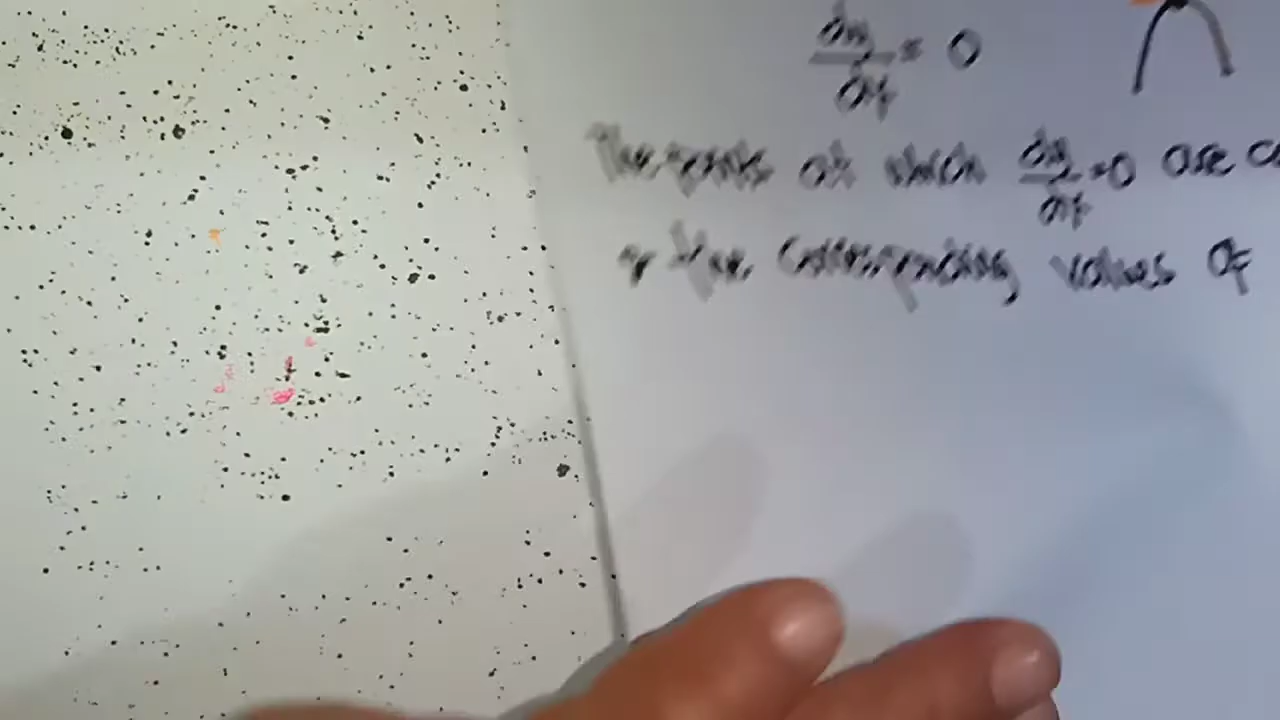 dy/dx = 0
The points at which dy/dx = 0 are
the corresponding values of